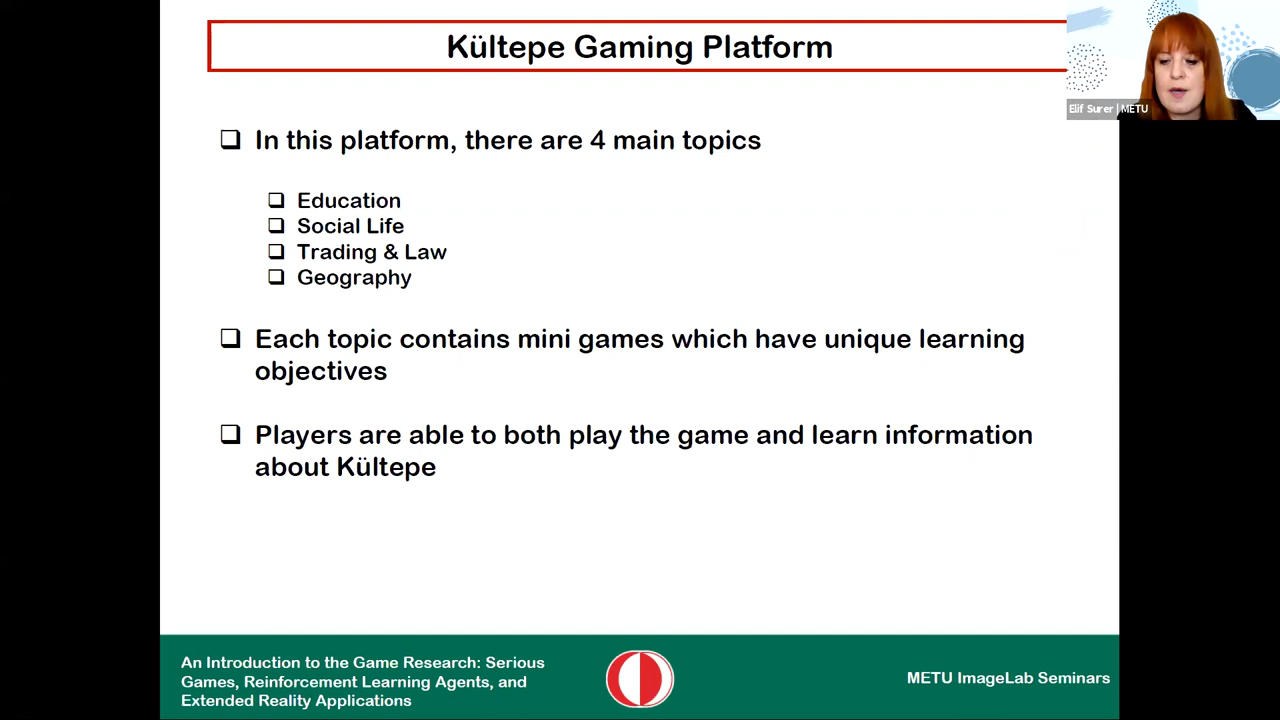 Kültepe Gaming Platform
Elif Surer | METU
In this platform, there are 4 main topics
Education
Social Life
Trading & Law
Geography
Each topic contains mini games which have unique learning
objectives
Players are able to both play the game and learn information
about Kültepe
An Introduction to the Game Research: Serious
Games, Reinforcement Learning Agents, and
Extended Reality Applications
METU ImageLab Seminars